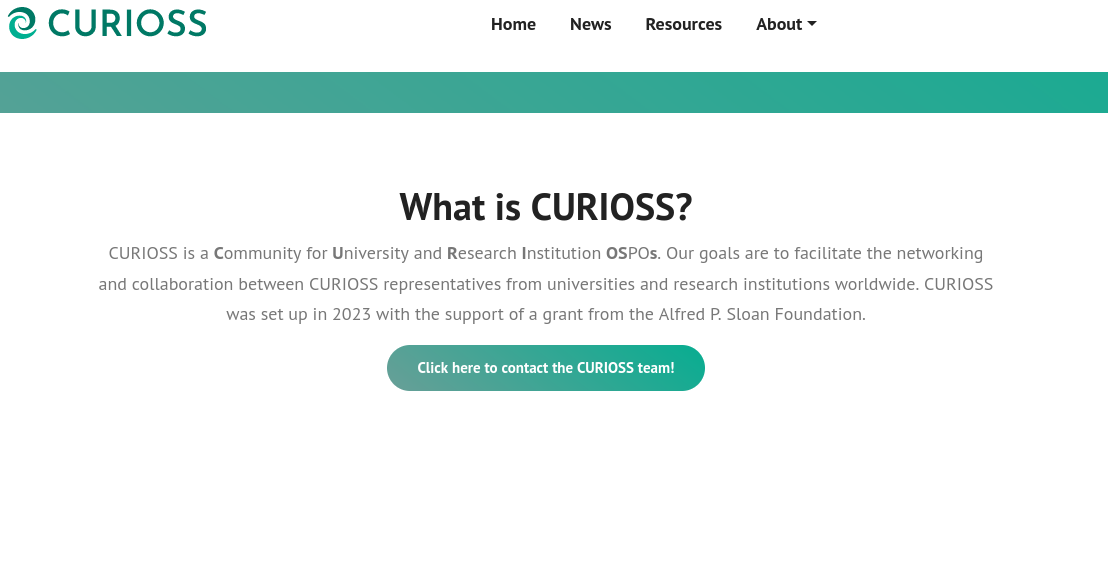 CURIOSS
Home News Resources About
What is CURIOSS?
CURIOSS is a Community for University and Research Institution OSPOs. Our goals are to facilitate the networking
and collaboration between CURIOSS representatives from universities and research institutions worldwide. CURIOSS
was set up in 2023 with the support of a grant from the Alfred P. Sloan Foundation.
Click here to contact the CURIOSS team!